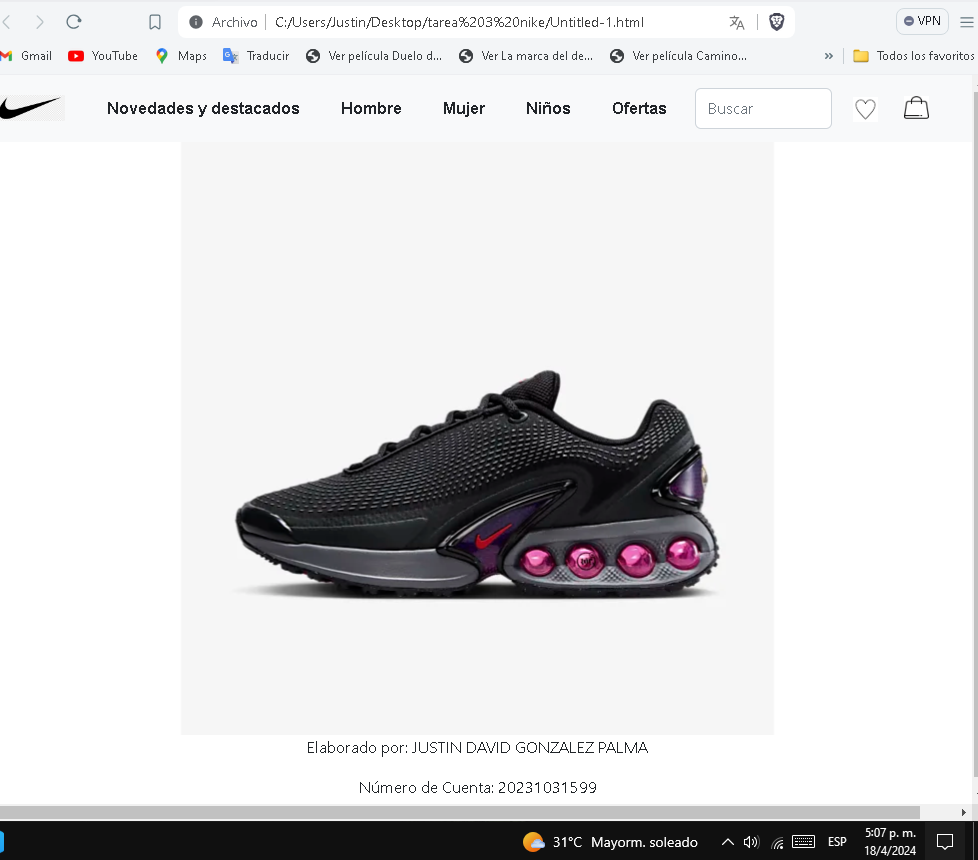 Archivo C:/Users/Justin/Desktop/tarea%203%20nike/Untitled-1.html VPN
Gmail YouTube Maps Traducir Ver película Duelo d... Ver La marca del de... Ver película Camino... » Todos los favoritos
Novedades y destacados Hombre Mujer Niños Ofertas Buscar
Elaborado por: JUSTIN DAVID GONZALEZ PALMA
Número de Cuenta: 20231031599
31°C Mayorm. soleado ESP 5:07 p. m.
18/4/2024